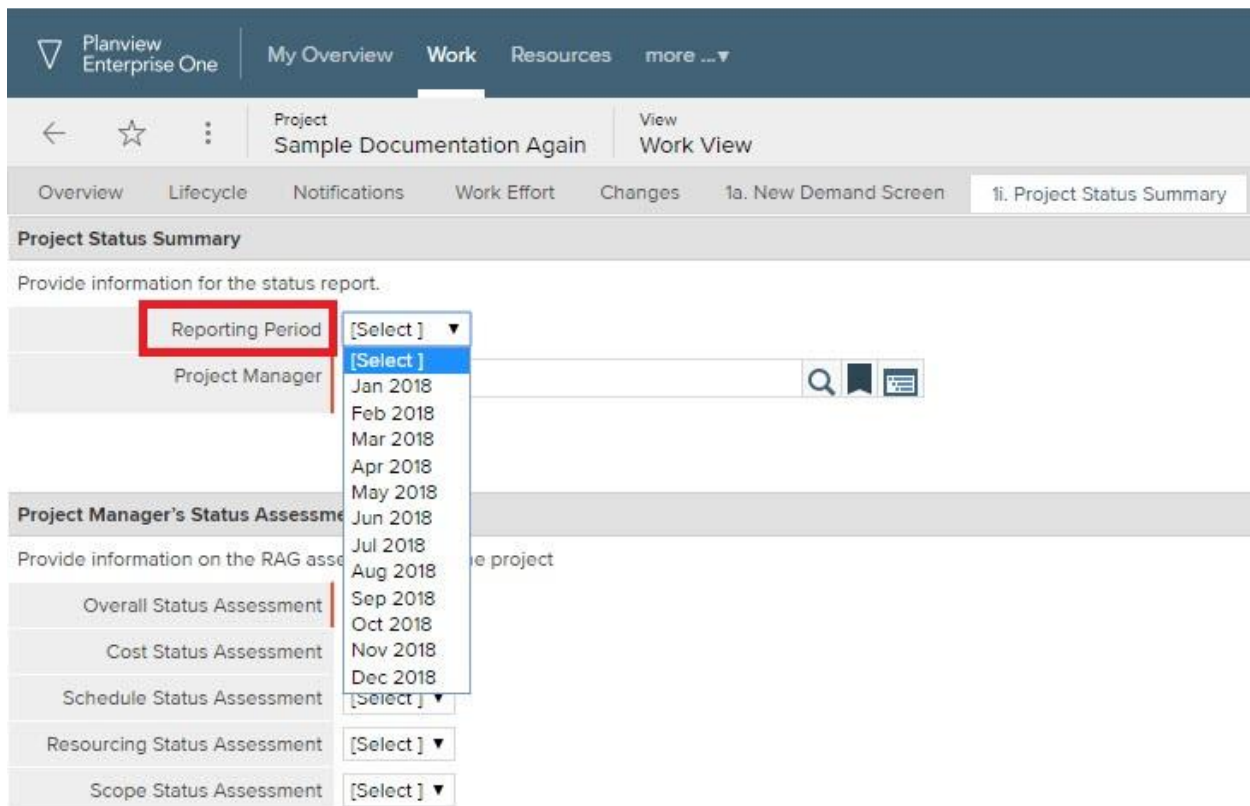 Planview
Enterprise One
My Overview Work Resources more ...▾
Project
Sample Documentation Again
View
Work View
Overview Lifecycle Notifications Work Effort Changes 1a. New Demand Screen 1i. Project Status Summary
Project Status Summary
Provide information for the status report.
Reporting Period [Select ] ▼
[Select ]
Project Manager
Jan 2018
Feb 2018
Mar 2018
Apr 2018
May 2018
Jun 2018
Jul 2018
Aug 2018
Sep 2018
Oct 2018
Nov 2018
Dec 2018
Project Manager's Status
Provide information on the RAG project
Overall Status Assessment
Cost Status Assessment
Schedule Status Assessment [Select ] ▼
Resourcing Status Assessment [Select ] ▼
Scope Status Assessment [Select ] ▼